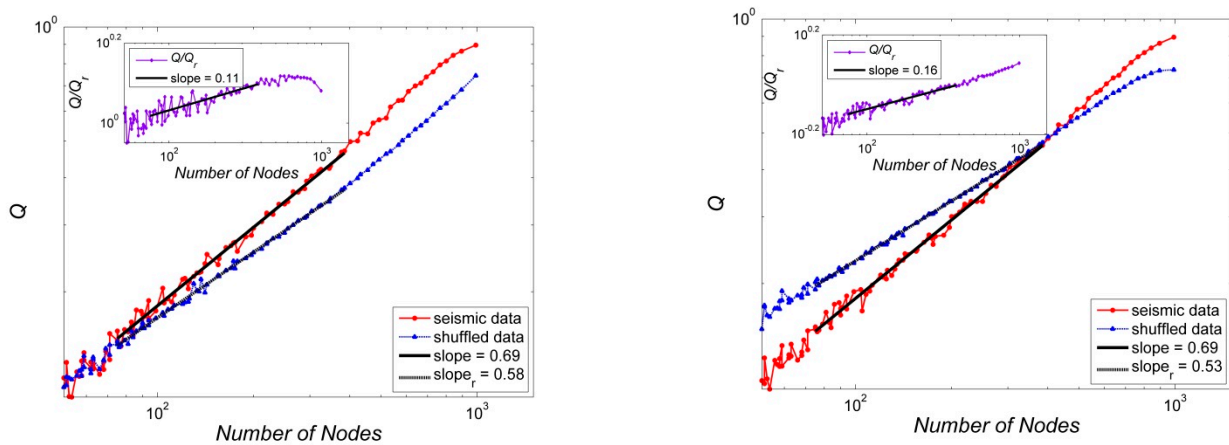 10^0
10^0.2
Q/Q_r
slope = 0.11
Q/Q_r
10^0
10^2
10^3
Number of Nodes
Q
seismic data
shuffled data
slope = 0.69
slope_r = 0.58
10^2
10^3
Number of Nodes
10^0
10^0.2
Q/Q_r
slope = 0.16
Q/Q_r
10^-0.2
10^2
10^3
Number of Nodes
Q
seismic data
shuffled data
slope = 0.69
slope_r = 0.53
10^2
10^3
Number of Nodes